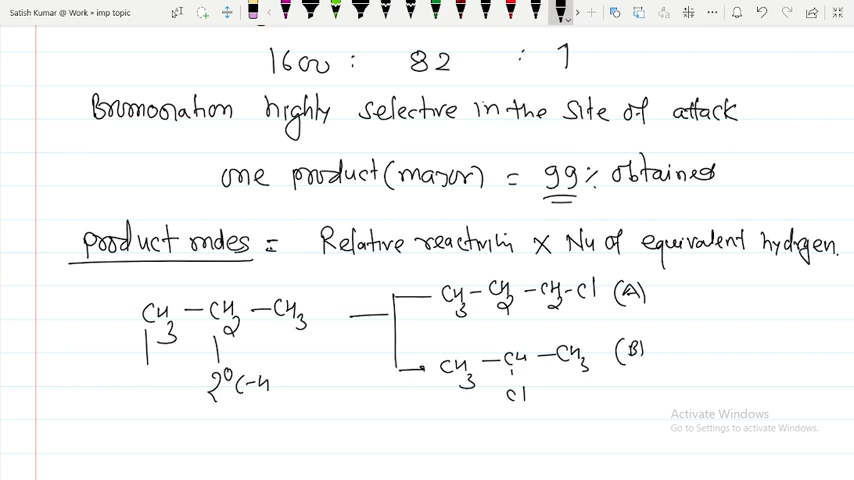 Satish Kumar @ Work » imp topic
1600 : 82 : 1
Bromoration highly selective in the site of attack
one product (major) = 99% obtained
product ndes = Relative reactivity × No of equivalent hydrogen.
CH3 - CH2 - CH3
CH3 - CH2 - CH2 - Cl (A)
CH3 - CH - CH3 (B)
Cl
2° C-H
Activate Windows
Go to Settings to activate Windows.